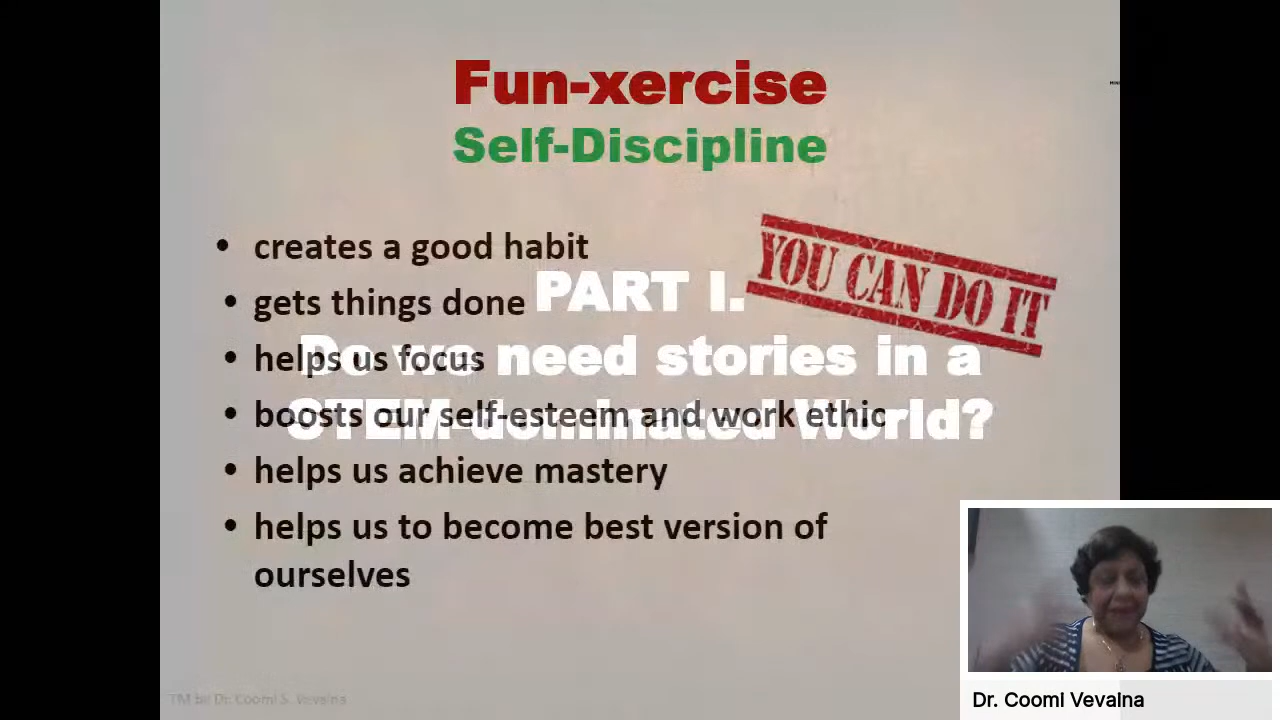 Fun-xercise
Self-Discipline
• creates a good habit
• gets things done
• helps us focus
• boosts our self-esteem and work ethic
• helps us achieve mastery
• helps us to become best version of
ourselves
YOU CAN DO IT
PART I.
Do we need stories in a
STEM-dominated World?
TM by Dr. Coomi S. Vevaina
Dr. Coomi Vevaina